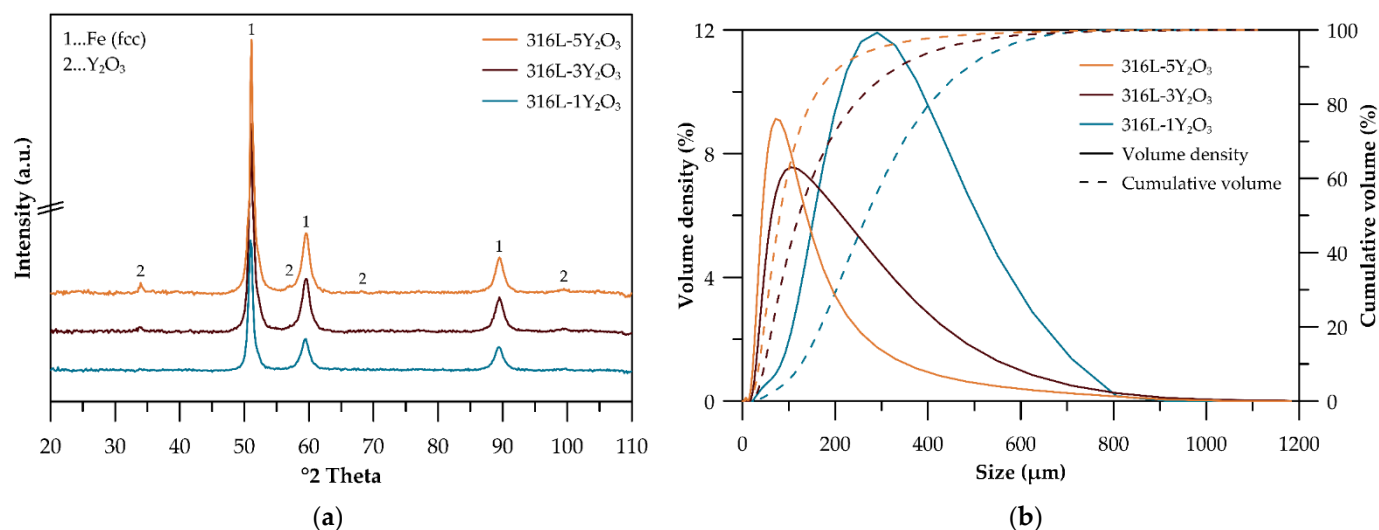 1...Fe (fcc)
2...Y₂O₃
316L-5Y₂O₃
316L-3Y₂O₃
316L-1Y₂O₃
1
2
2
1
2
1
2
Intensity (a.u.)
20 30 40 50 60 70 80 90 100 110
°2 Theta
(a)
12
8
4
0
Volume density (%)
316L-5Y₂O₃
316L-3Y₂O₃
316L-1Y₂O₃
Volume density
Cumulative volume
100
80
60
40
20
0
Cumulative volume (%)
0 200 400 600 800 1000 1200
Size (μm)
(b)